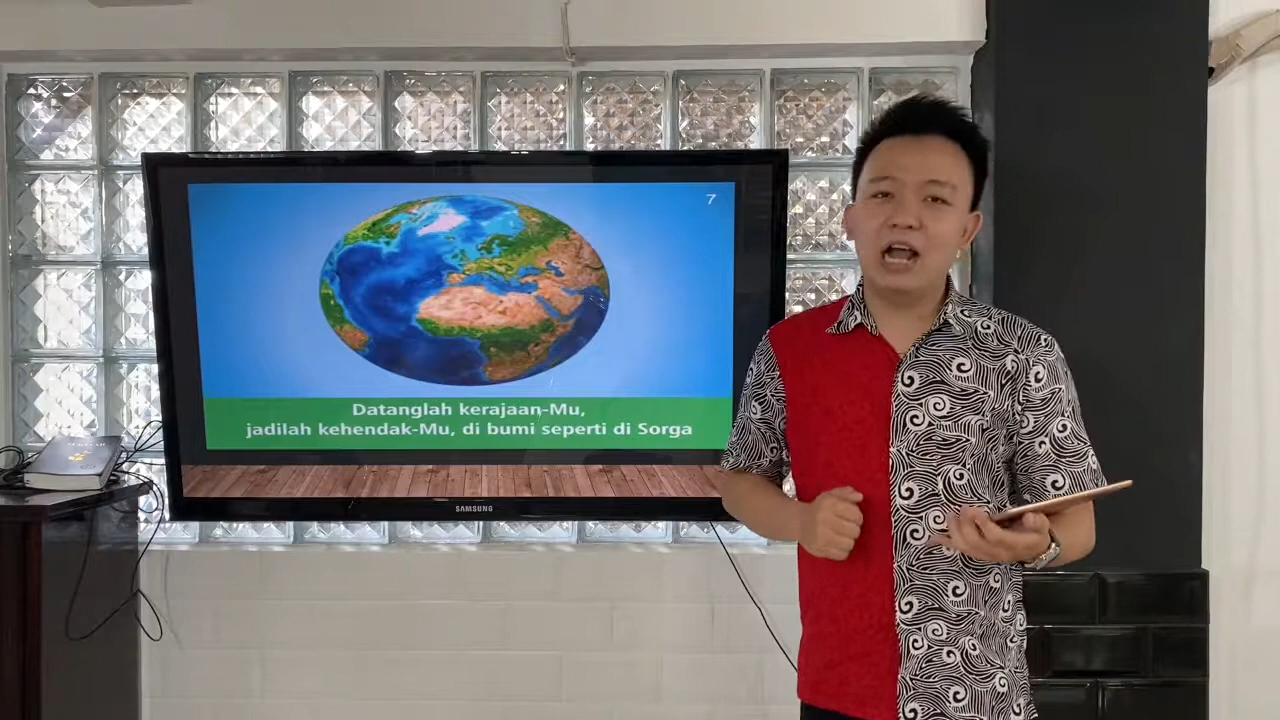 7
Datanglah kerajaan-Mu,
jadilah kehendak-Mu, di bumi seperti di Sorga
SAMSUNG